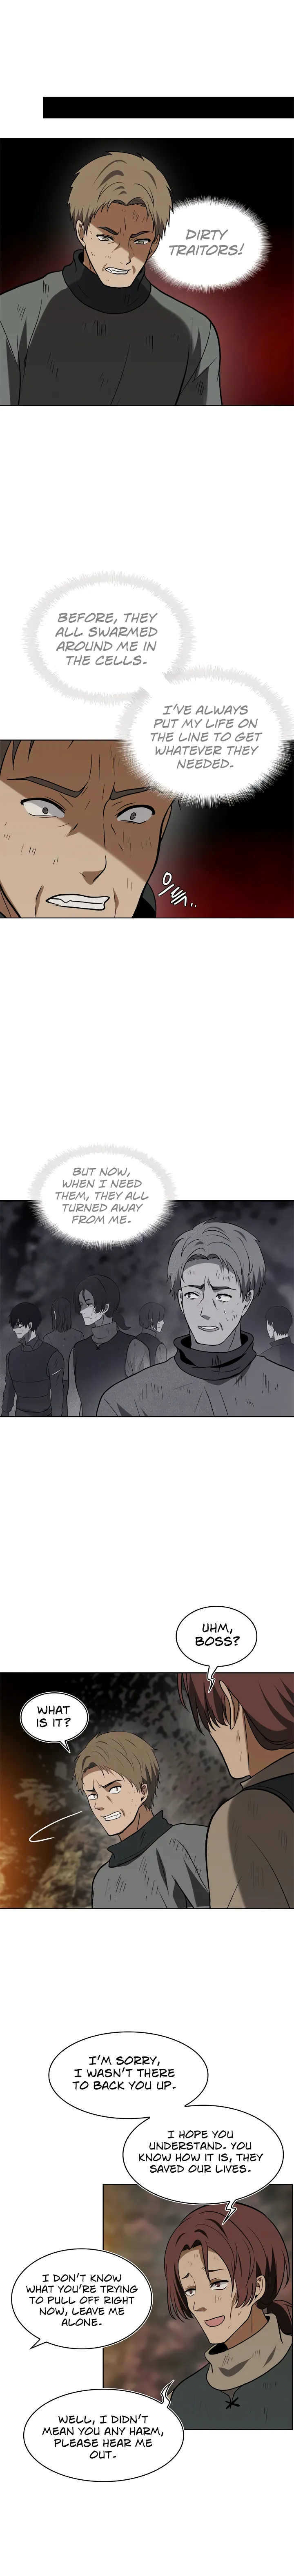 DIRTY
TRAITORS!
BEFORE, THEY
ALL SWARMED
AROUND ME IN
THE CELLS.
I'VE ALWAYS
PUT MY LIFE ON
THE LINE TO GET
WHATEVER THEY
NEEDED.
BUT NOW,
WHEN I NEED
THEM, THEY ALL
TURNED AWAY
FROM ME.
UHM,
BOSS?
WHAT
IS IT?
I'M SORRY,
I WASN'T THERE
TO BACK YOU UP.
I HOPE YOU
UNDERSTAND. YOU
KNOW HOW IT IS, THEY
SAVED OUR LIVES.
I DON'T KNOW
WHAT YOU'RE TRYING
TO PULL OFF RIGHT
NOW, LEAVE ME
ALONE.
WELL, I DIDN'T
MEAN YOU ANY HARM,
PLEASE HEAR ME
OUT.